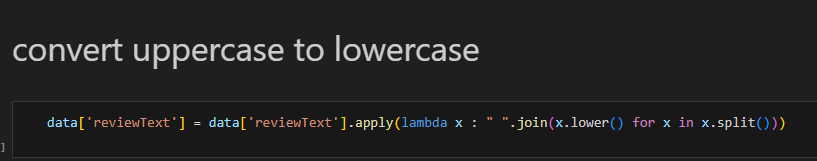 convert uppercase to lowercase
data['reviewText'] = data['reviewText'].apply(lambda x : " ".join(x.lower() for x in x.split()))
]